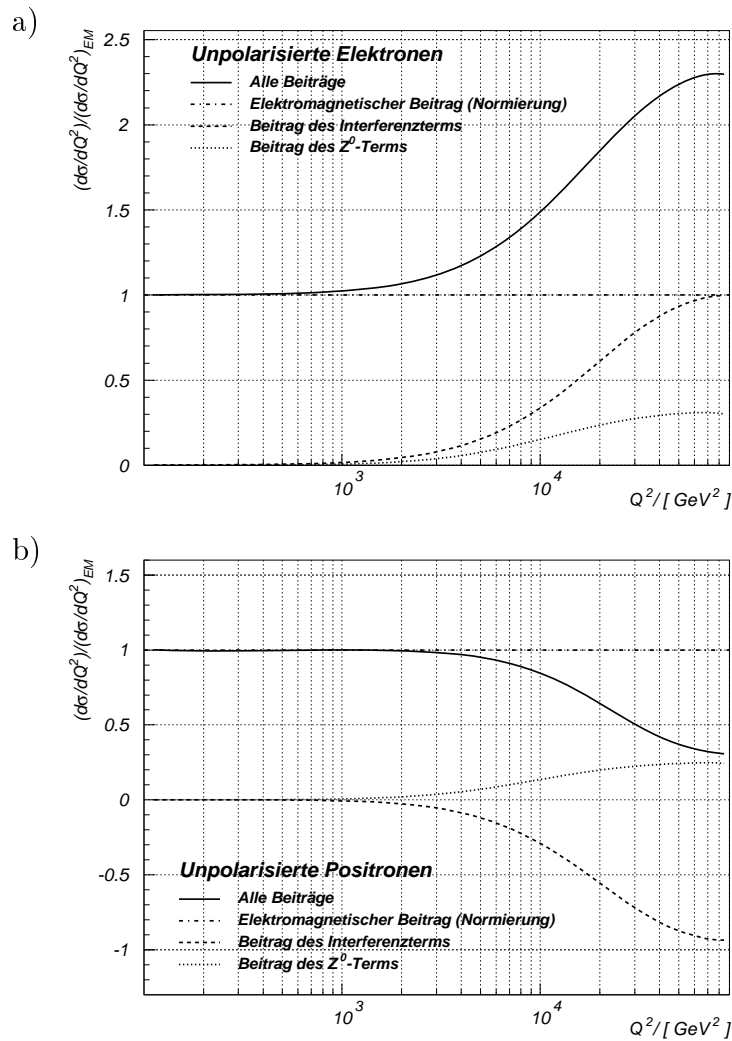 a)
(dσ/dQ²)/(dσ/dQ²)EM
2.5
2
1.5
1
0.5
0
Unpolarisierte Elektronen
Alle Beiträge
Elektromagnetischer Beitrag (Normierung)
Beitrag des Interferenzterms
Beitrag des Z⁰-Terms
10³
10⁴
Q²/[ GeV² ]
b)
(dσ/dQ²)/(dσ/dQ²)EM
1.5
1
0.5
0
-0.5
-1
Unpolarisierte Positronen
Alle Beiträge
Elektromagnetischer Beitrag (Normierung)
Beitrag des Interferenzterms
Beitrag des Z⁰-Terms
10³
10⁴
Q²/[ GeV² ]